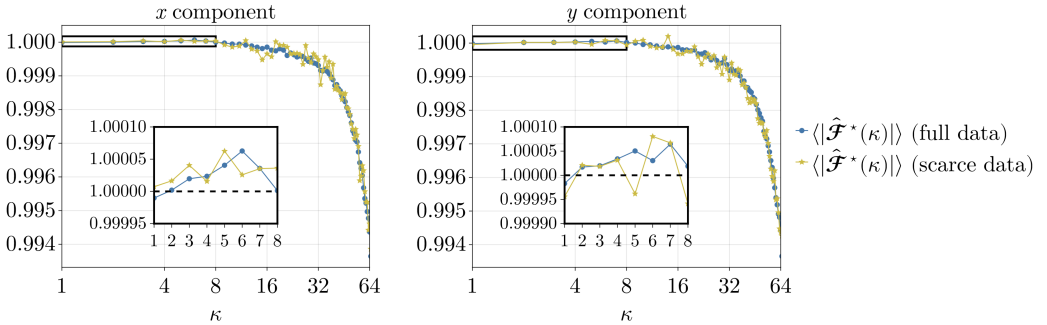 x component
1.000
0.999
0.998
0.997
0.996
0.995
0.994
1.00010
1.00005
1.00000
0.99995
1 2 3 4 5 6 7 8
1 4 8 16 32 64
κ
y component
1.000
0.999
0.998
0.997
0.996
0.995
0.994
1.00010
1.00005
1.00000
0.99995
0.99990
1 2 3 4 5 6 7 8
1 4 8 16 32 64
κ
⟨|𝓕̂*(κ)|⟩ (full data)
⟨|𝓕̂*(κ)|⟩ (scarce data)